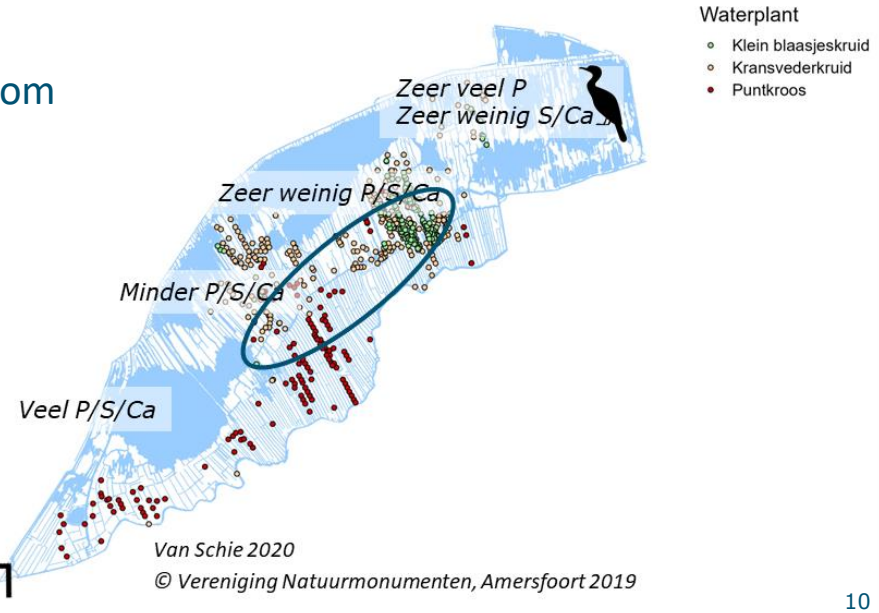 Waterplant
Klein blaasjeskruid
Kransvederkruid
Puntkroos
om
Zeer veel P
Zeer weinig S/Ca
Zeer weinig P/S/Ca
Minder P/S/Ca
Veel P/S/Ca
Van Schie 2020
© Vereniging Natuurmonumenten, Amersfoort 2019
10